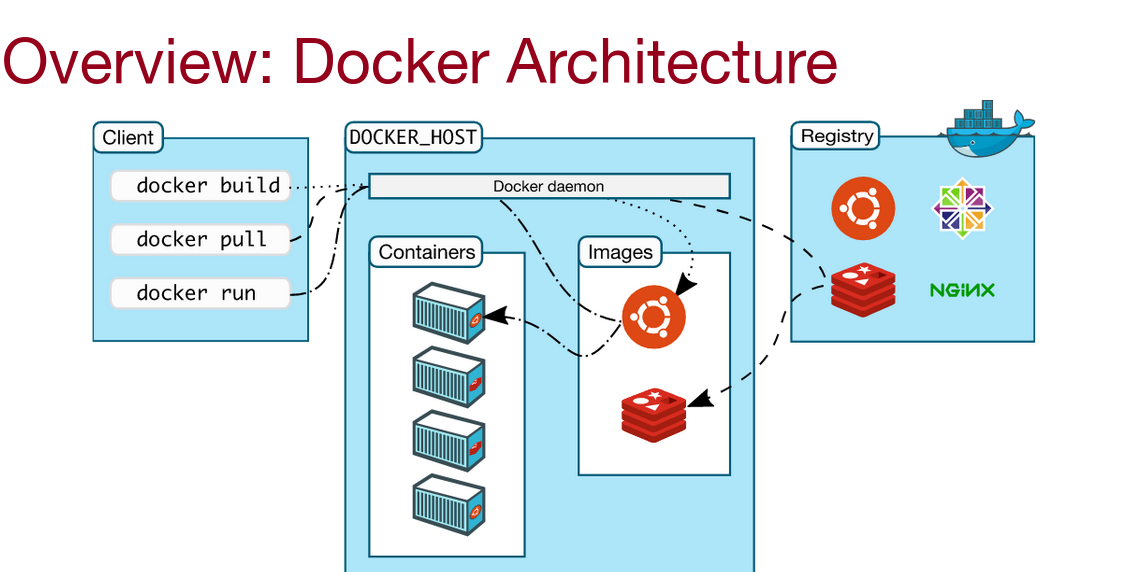 Overview: Docker Architecture
Client
docker build
docker pull
docker run
DOCKER_HOST
Docker daemon
Containers
Images
Registry
NGINX